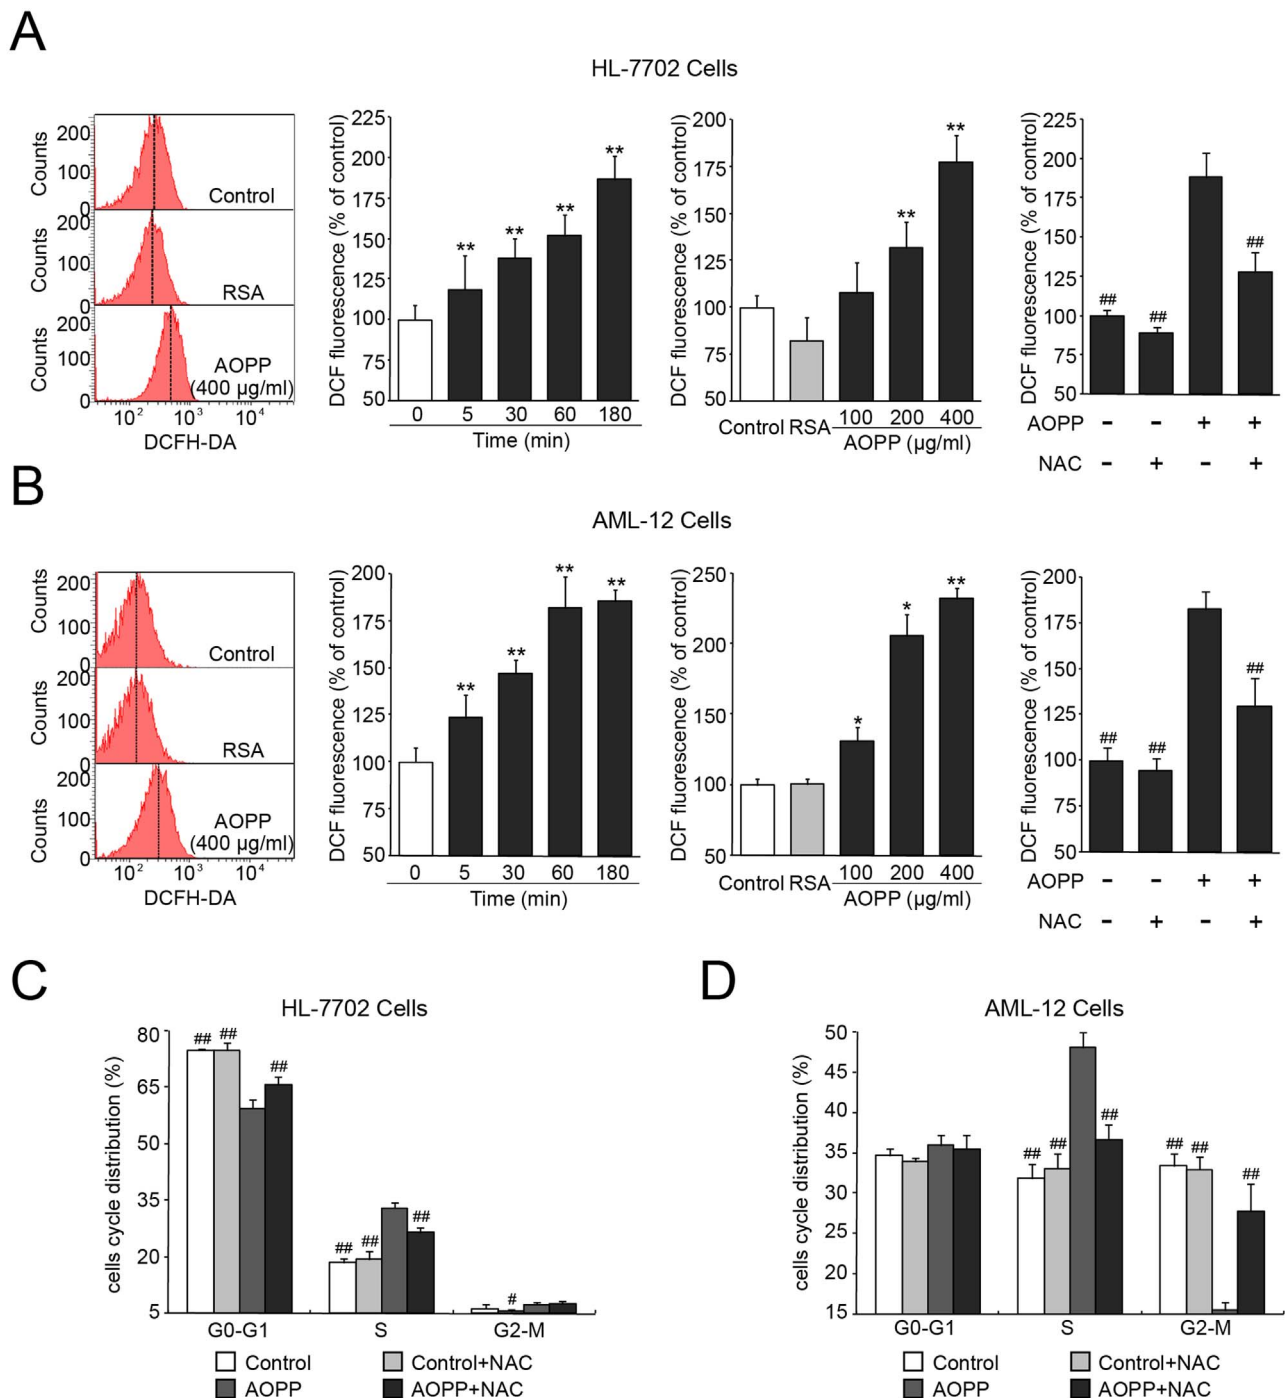 A
HL-7702 Cells
Counts
200
100
0
Control
Counts
200
100
0
RSA
Counts
200
100
0
AOPP
(400 µg/ml)
10² 10³ 10⁴
DCFH-DA
DCF fluorescence (% of control)
225
200
175
150
125
100
75
50
** ** ** **
0 5 30 60 180
Time (min)
DCF fluorescence (% of control)
200
175
150
125
100
75
50
** **
Control RSA 100 200 400
AOPP (µg/ml)
DCF fluorescence (% of control)
225
200
175
150
125
100
75
50
## ## ##
AOPP - - + +
NAC - + - +
B
AML-12 Cells
Counts
200
100
0
Control
Counts
200
100
0
RSA
Counts
200
100
0
AOPP
(400 µg/ml)
10² 10³ 10⁴
DCFH-DA
DCF fluorescence (% of control)
200
175
150
125
100
75
50
** ** ** **
0 5 30 60 180
Time (min)
DCF fluorescence (% of control)
250
200
150
100
50
* * **
Control RSA 100 200 400
AOPP (µg/ml)
DCF fluorescence (% of control)
200
175
150
125
100
75
50
## ## ##
AOPP - - + +
NAC - + - +
C
HL-7702 Cells
cells cycle distribution (%)
80
65
50
35
20
5
## ## ##
## ## ##
#
G0-G1 S G2-M
Control Control+NAC
AOPP AOPP+NAC
D
AML-12 Cells
cells cycle distribution (%)
50
45
40
35
30
25
20
15
## ## ##
## ## ##
G0-G1 S G2-M
Control Control+NAC
AOPP AOPP+NAC